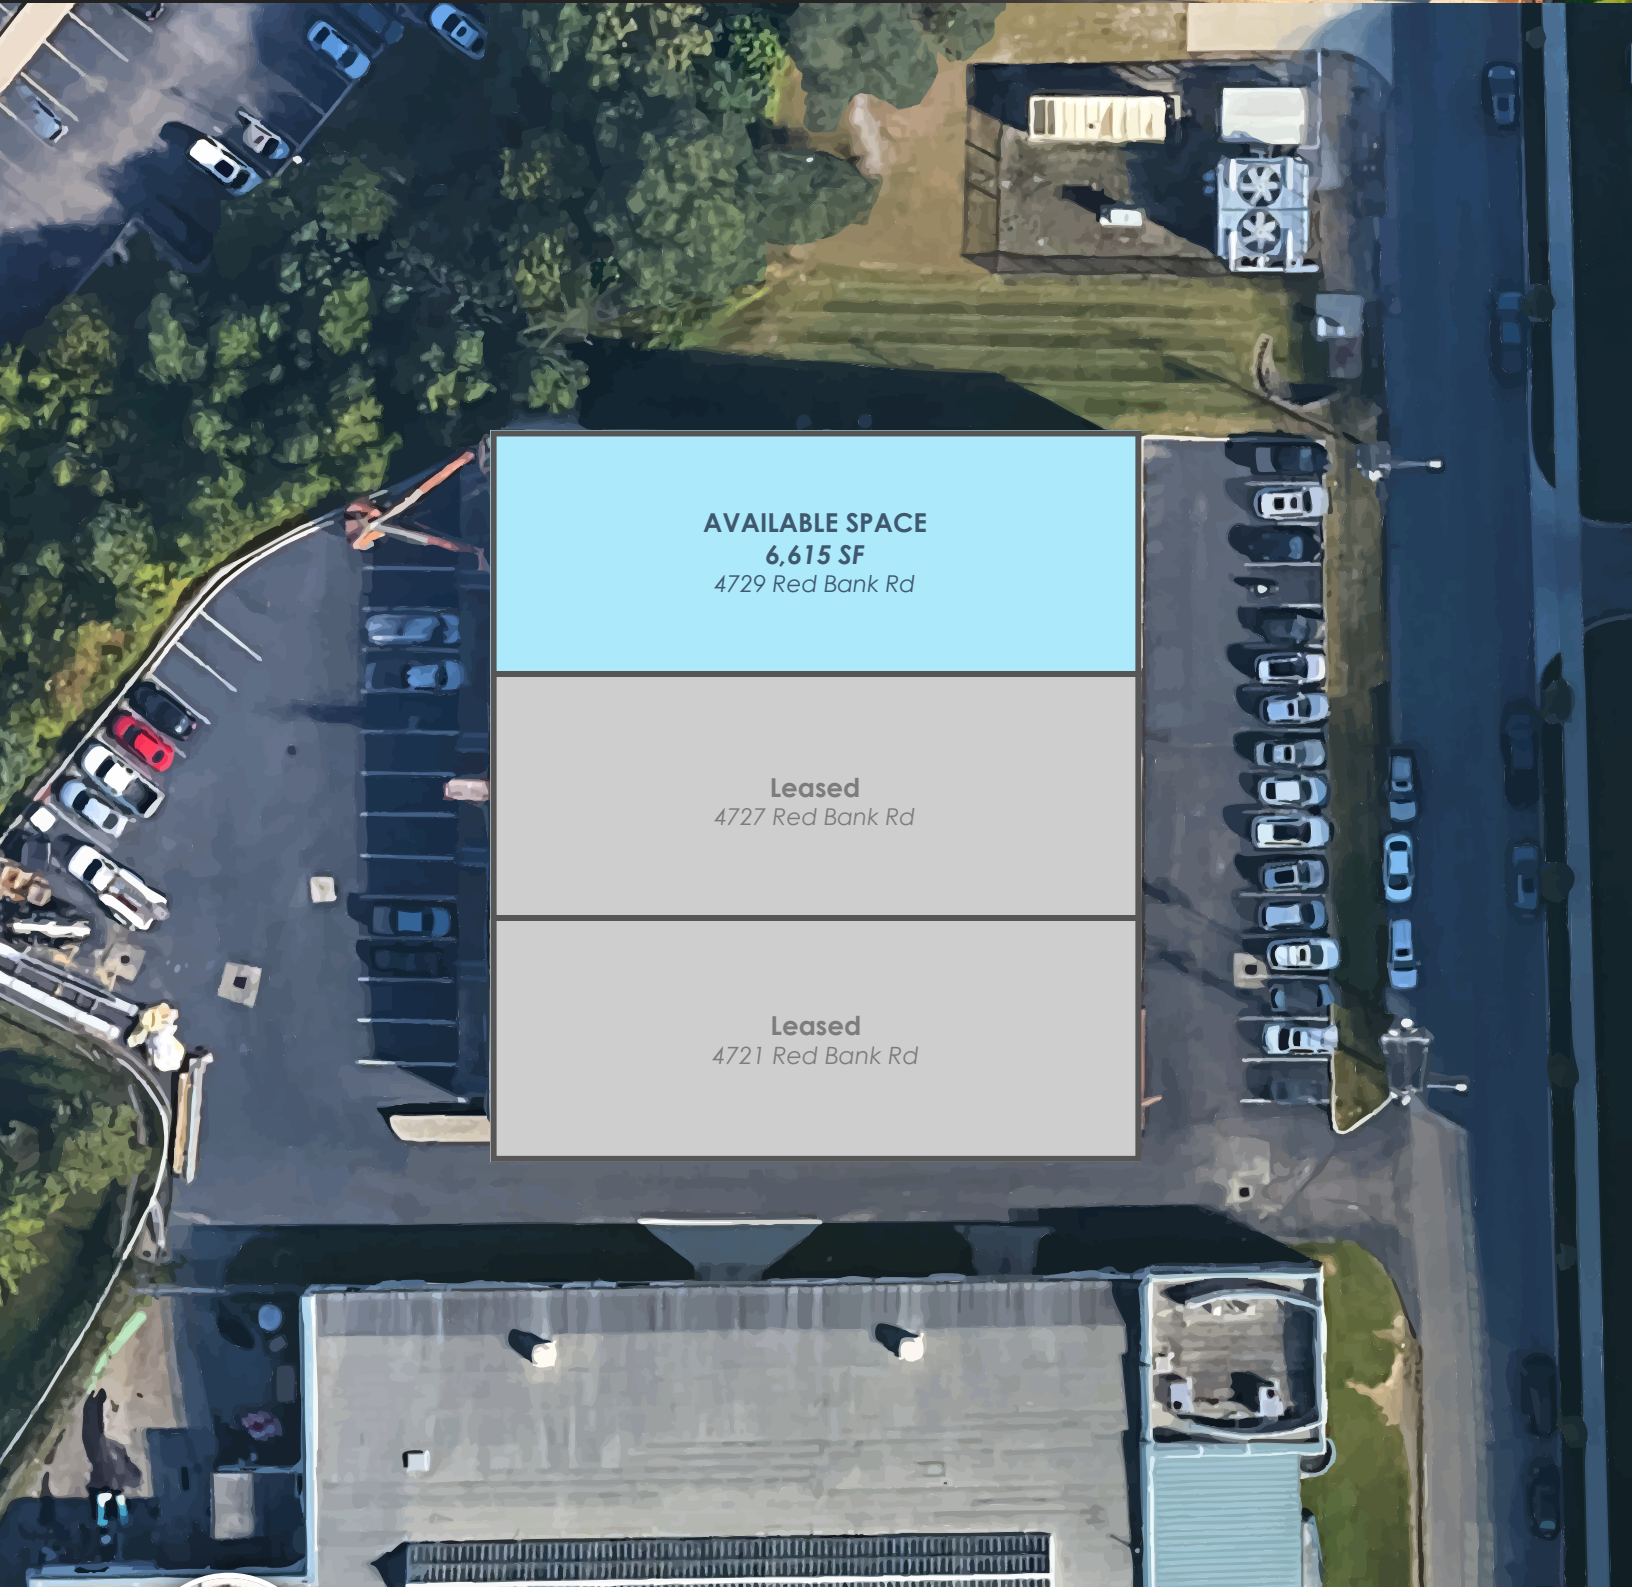 AVAILABLE SPACE
6,615 SF
4729 Red Bank Rd
Leased
4727 Red Bank Rd
Leased
4721 Red Bank Rd